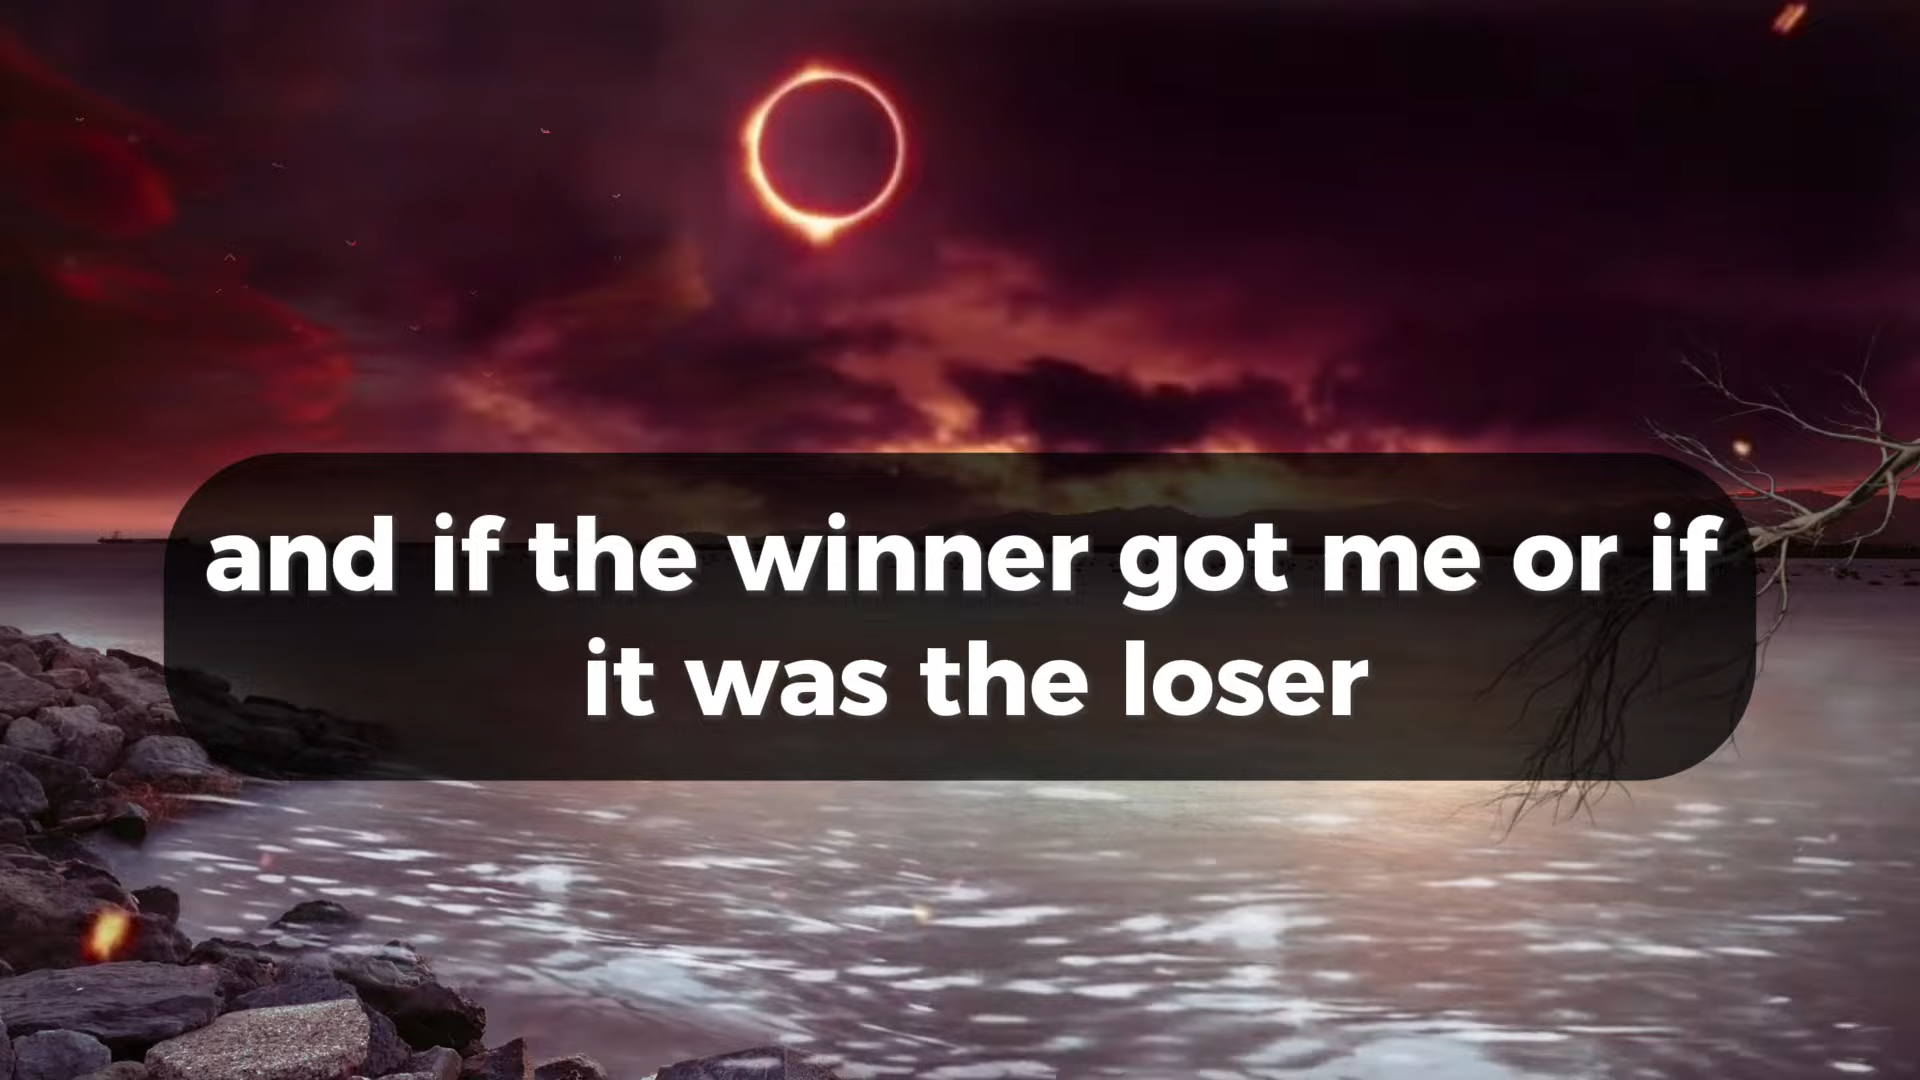 and if the winner got me or if
it was the loser